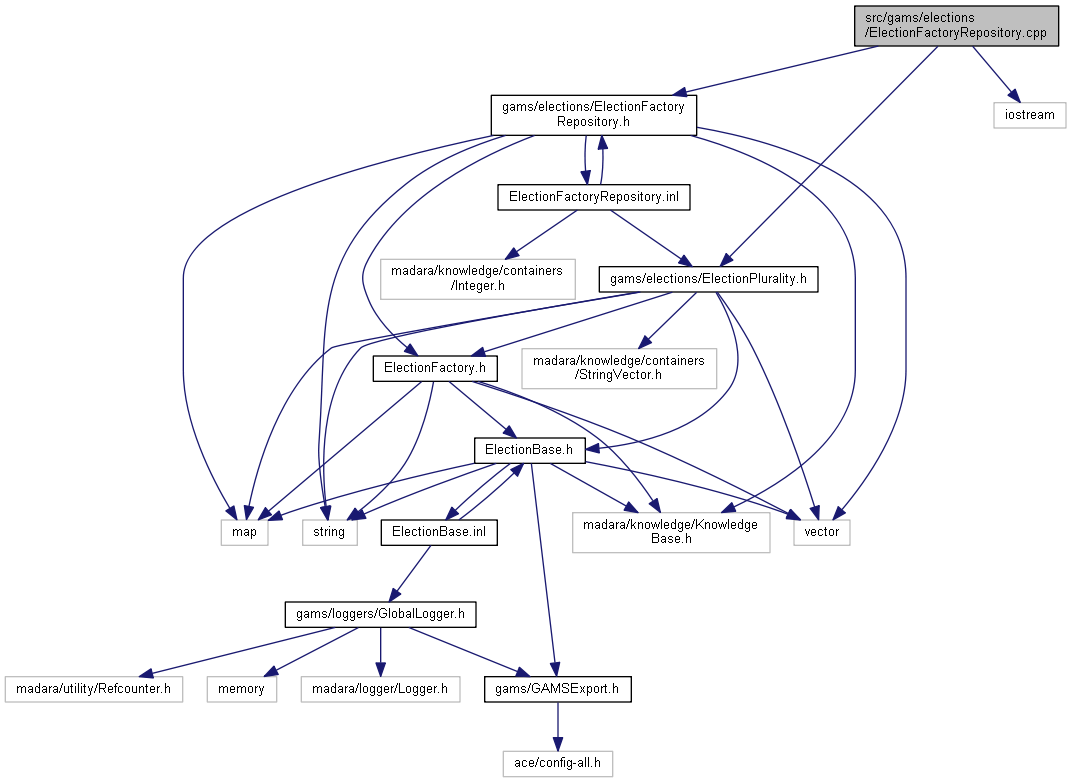 src/gams/elections
/ElectionFactoryRepository.cpp
gams/elections/ElectionFactory
Repository.h
iostream
ElectionFactoryRepository.inl
madara/knowledge/containers
/Integer.h
gams/elections/ElectionPlurality.h
madara/knowledge/containers
/StringVector.h
ElectionFactory.h
ElectionBase.h
map
string
ElectionBase.inl
madara/knowledge/Knowledge
Base.h
vector
gams/loggers/GlobalLogger.h
madara/utility/Refcounter.h
memory
madara/logger/Logger.h
gams/GAMSExport.h
ace/config-all.h